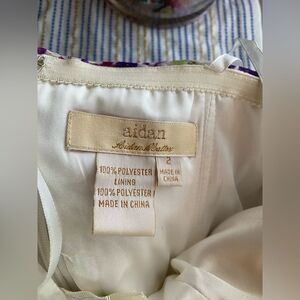 aidan
Aidan Mattox
2
100% POLYESTER
LINING
100% POLYESTER
MADE IN CHINA
MADE IN
CHINA